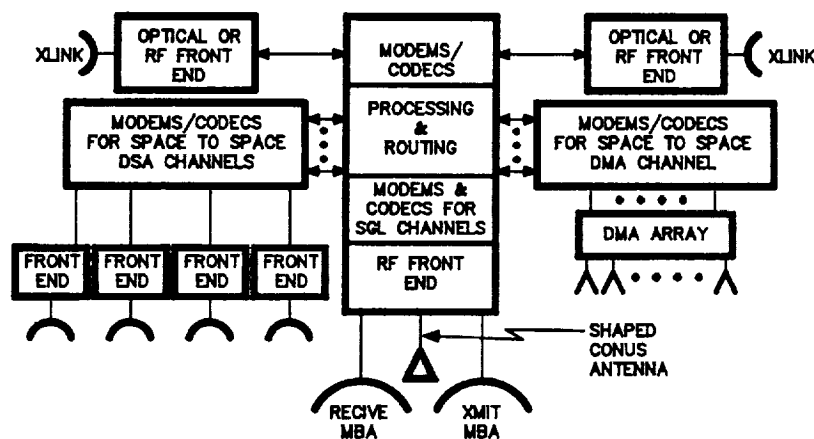 OPTICAL OR
RF FRONT
END
XLINK
MODEMS/
CODECS
OPTICAL OR
RF FRONT
END
XLINK
MODEMS/CODECS
FOR SPACE TO SPACE
DSA CHANNELS
PROCESSING
&
ROUTING
MODEMS/CODECS
FOR SPACE TO SPACE
DMA CHANNEL
MODEMS &
CODECS FOR
SGL CHANNELS
DMA ARRAY
FRONT
END
FRONT
END
FRONT
END
FRONT
END
RF FRONT
END
SHAPED
CONUS
ANTENNA
RECIVE
MBA
XMIT
MBA